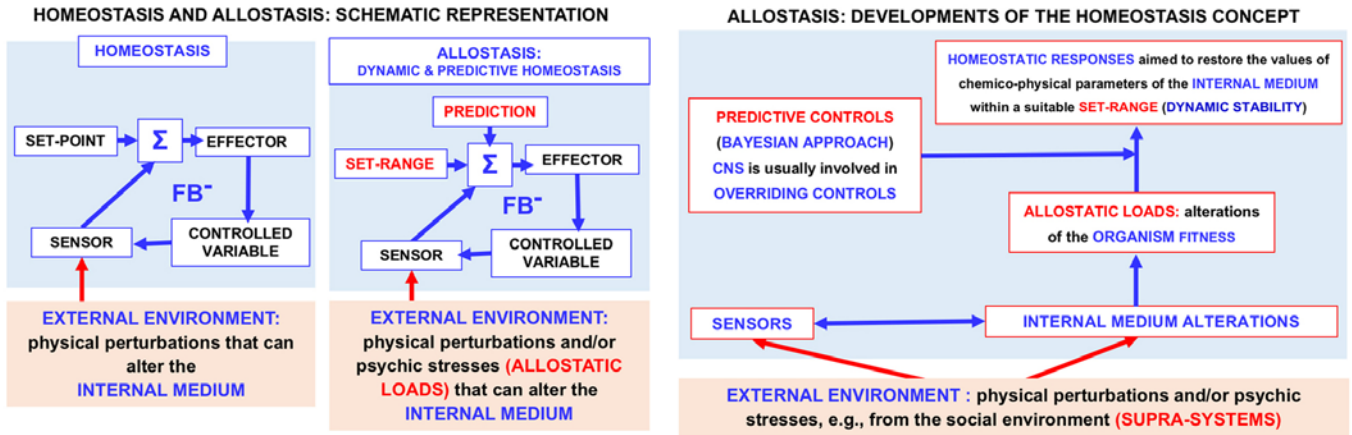 HOMEOSTASIS AND ALLOSTASIS: SCHEMATIC REPRESENTATION
HOMEOSTASIS
SET-POINT
Σ
EFFECTOR
FB⁻
SENSOR
CONTROLLED
VARIABLE
EXTERNAL ENVIRONMENT:
physical perturbations that can
alter the
INTERNAL MEDIUM
ALLOSTASIS:
DYNAMIC & PREDICTIVE HOMEOSTASIS
PREDICTION
SET-RANGE
Σ
EFFECTOR
FB⁻
SENSOR
CONTROLLED
VARIABLE
EXTERNAL ENVIRONMENT:
physical perturbations and/or
psychic stresses (ALLOSTATIC
LOADS) that can alter the
INTERNAL MEDIUM
ALLOSTASIS: DEVELOPMENTS OF THE HOMEOSTASIS CONCEPT
HOMEOSTATIC RESPONSES aimed to restore the values of
chemico-physical parameters of the INTERNAL MEDIUM
within a suitable SET-RANGE (DYNAMIC STABILITY)
PREDICTIVE CONTROLS
(BAYESIAN APPROACH)
CNS is usually involved in
OVERRIDING CONTROLS
ALLOSTATIC LOADS: alterations
of the ORGANISM FITNESS
SENSORS
INTERNAL MEDIUM ALTERATIONS
EXTERNAL ENVIRONMENT : physical perturbations and/or psychic
stresses, e.g., from the social environment (SUPRA-SYSTEMS)